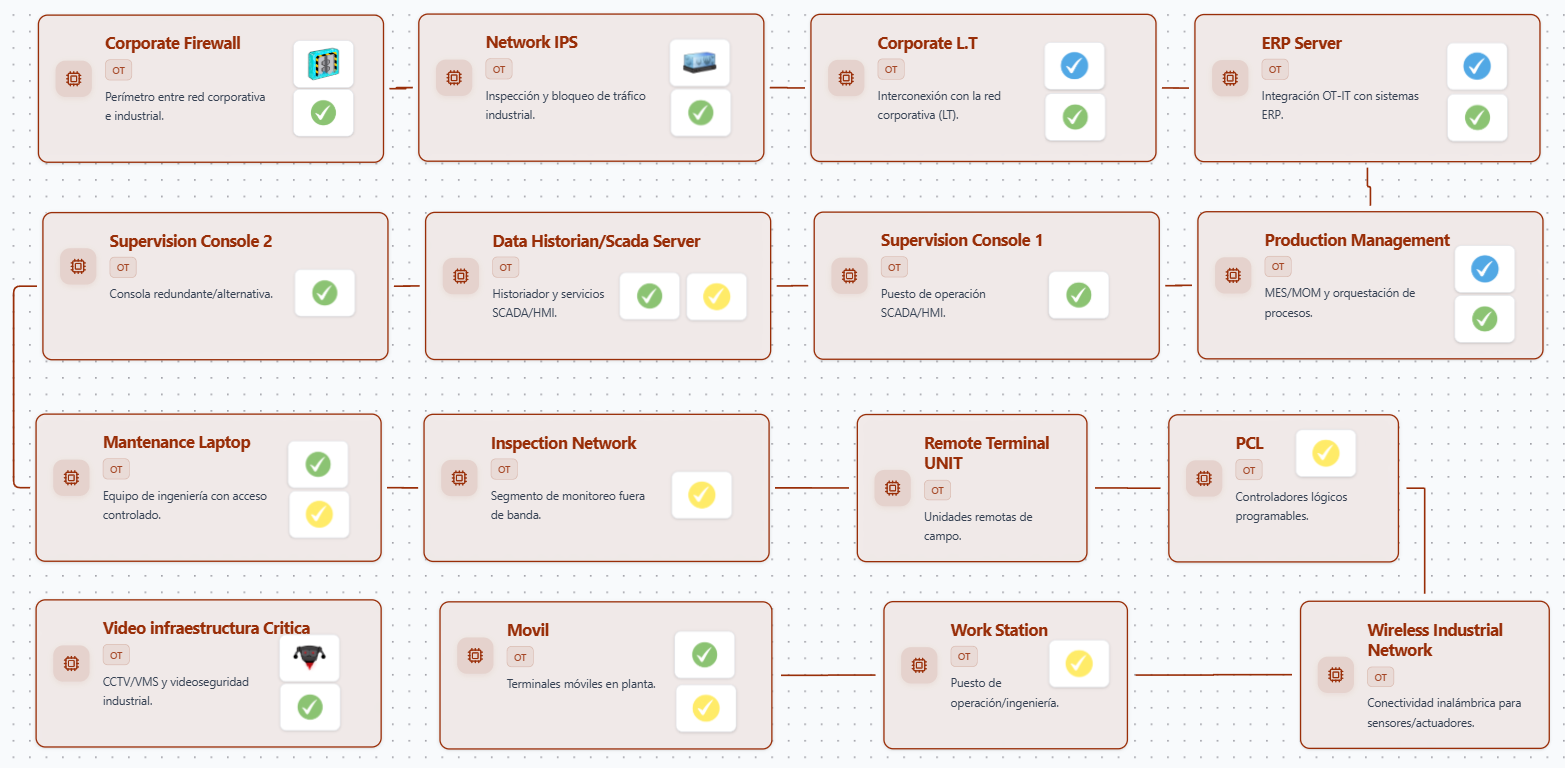 Corporate Firewall
OT
Perímetro entre red corporativa
e industrial.
Network IPS
OT
Inspección y bloqueo de tráfico
industrial.
Corporate L.T
OT
Interconexión con la red
corporativa (LT).
ERP Server
OT
Integración OT-IT con sistemas
ERP.
Supervision Console 2
OT
Consola redundante/alternativa.
Data Historian/Scada Server
OT
Historiador y servicios
SCADA/HMI.
Supervision Console 1
OT
Puesto de operación
SCADA/HMI.
Production Management
OT
MES/MOM y orquestación de
procesos.
Mantenance Laptop
OT
Equipo de ingeniería con acceso
controlado.
Inspection Network
OT
Segmento de monitoreo fuera
de banda.
Remote Terminal
UNIT
OT
Unidades remotas de
campo.
PCL
OT
Controladores lógicos
programables.
Video infraestructura Critica
OT
CCTV/VMS y videoseguridad
industrial.
Movil
OT
Terminales móviles en planta.
Work Station
OT
Puesto de
operación/ingeniería.
Wireless Industrial
Network
OT
Conectividad inalámbrica para
sensores/actuadores.